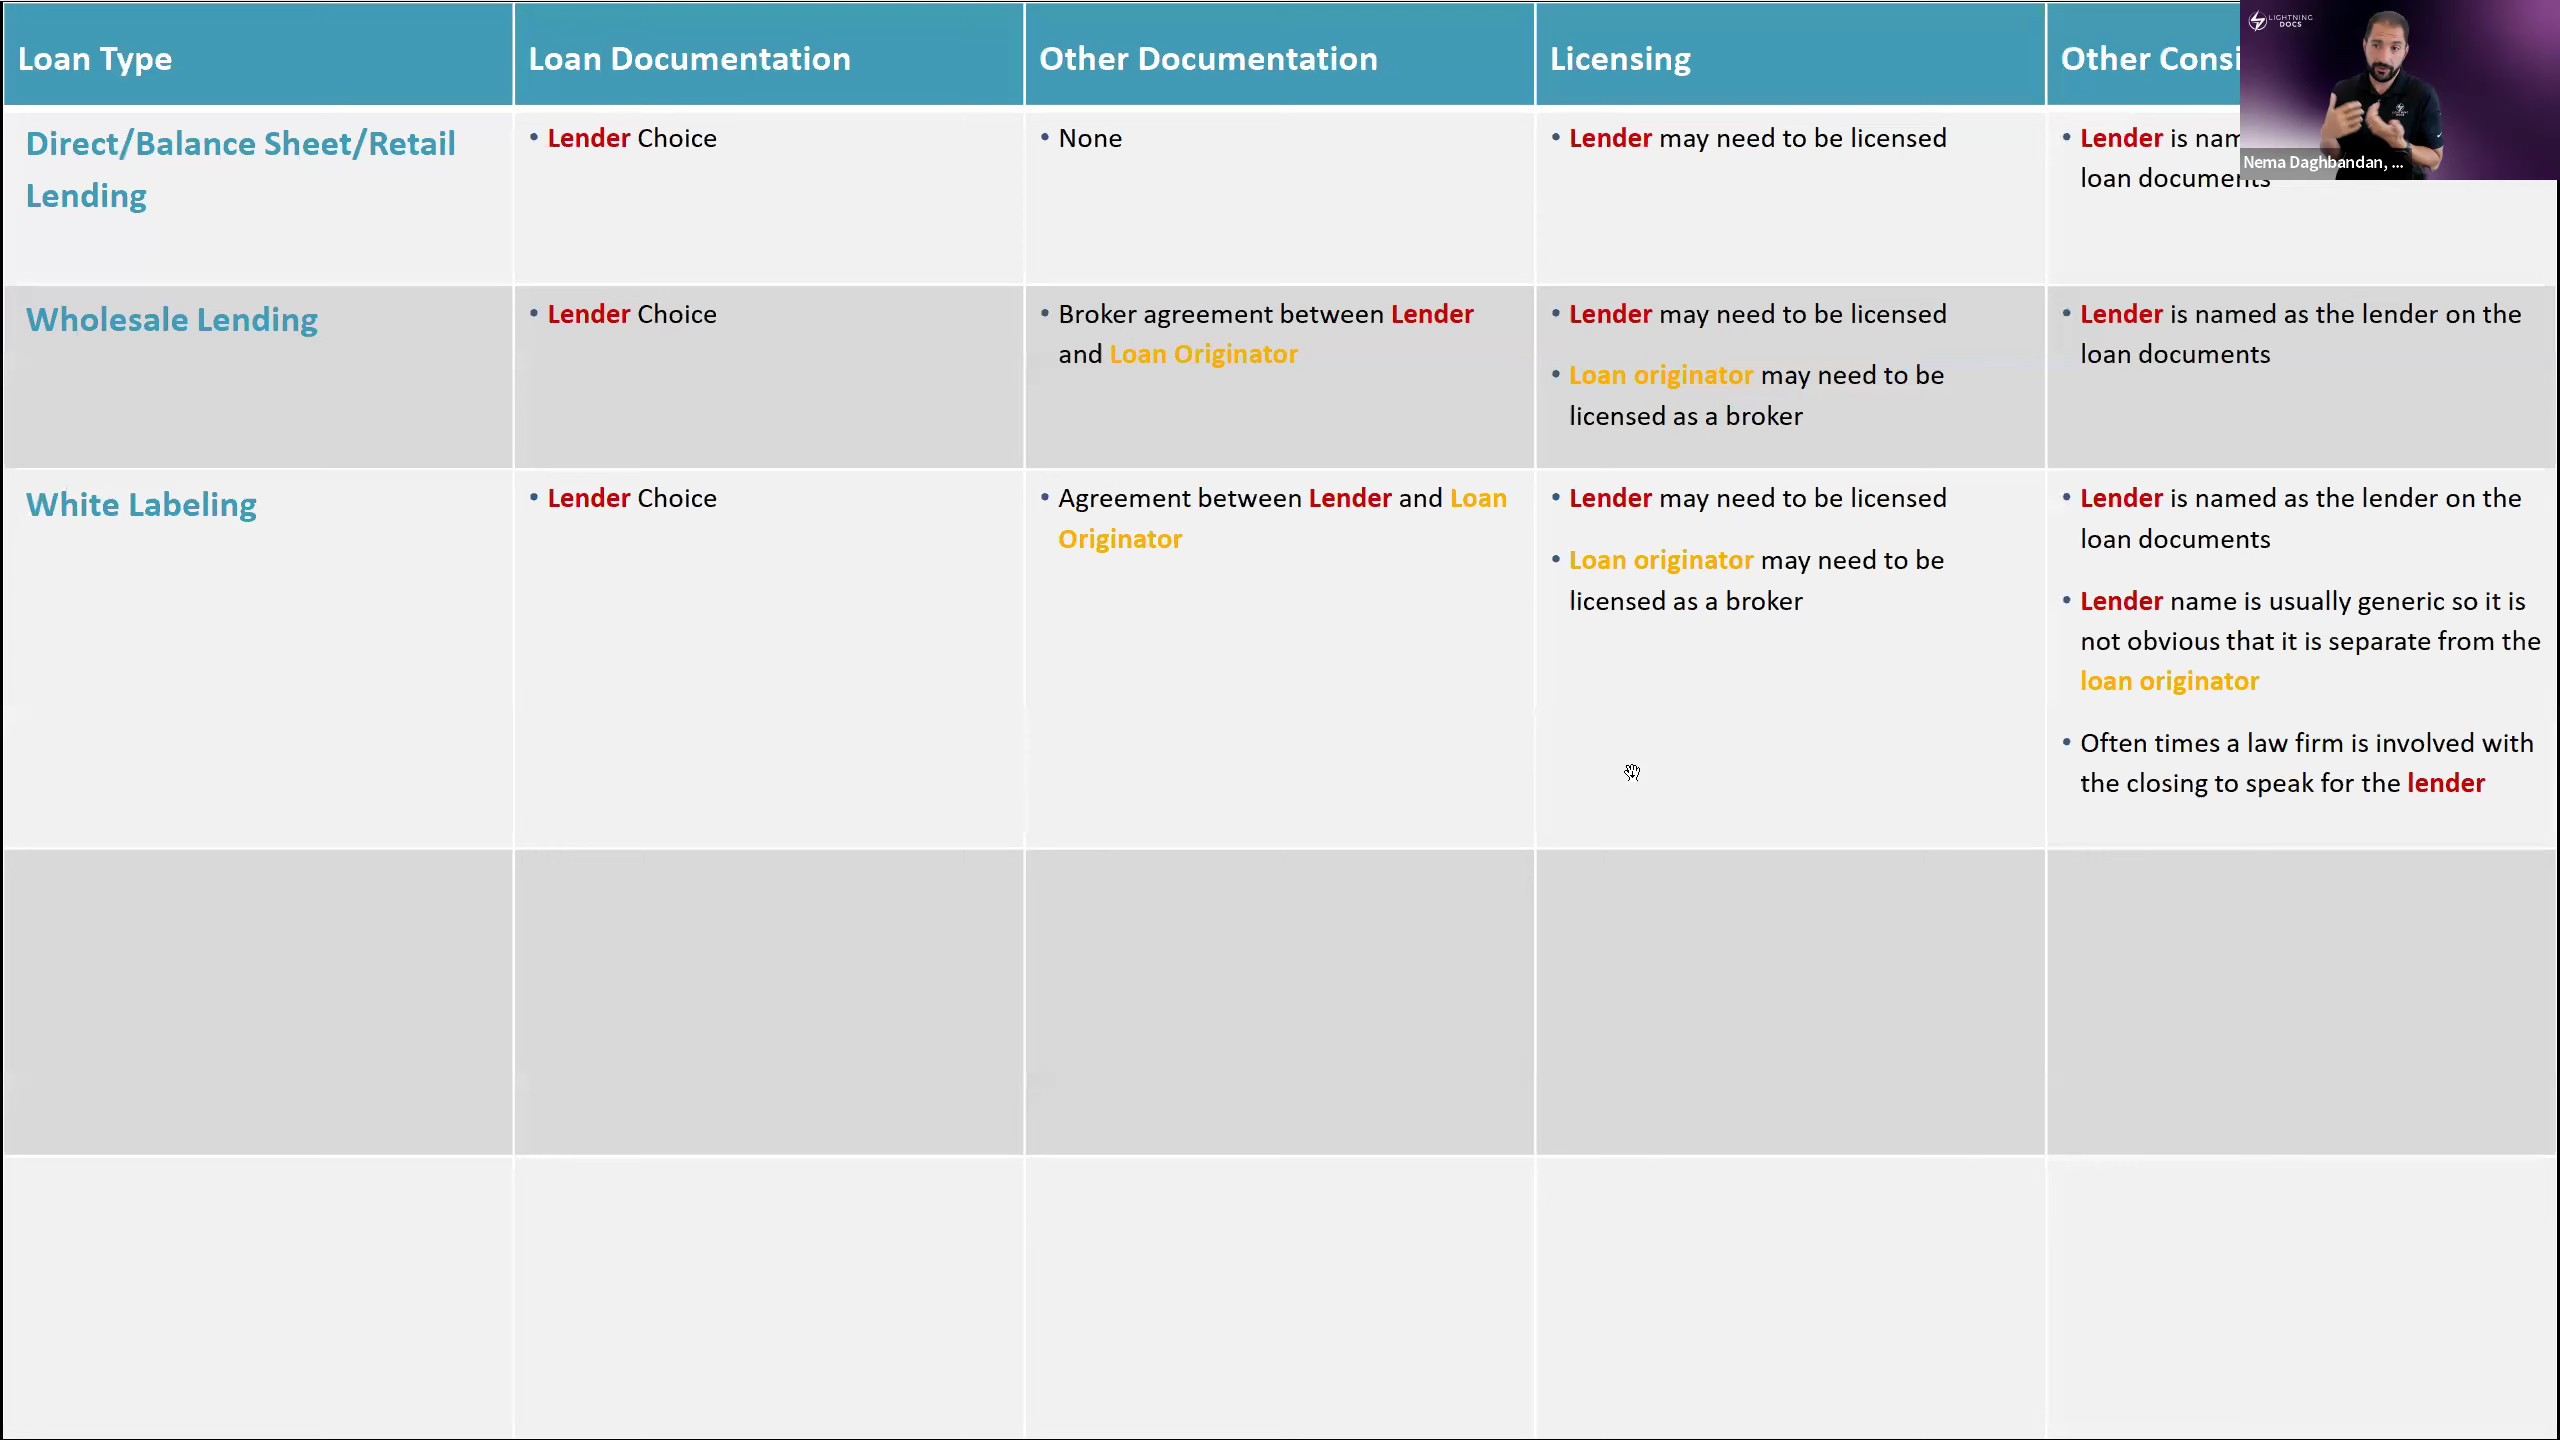 Loan Type
Loan Documentation
Other Documentation
Licensing
Other Consi
LIGHTNING
DOCS
Nema Daghbandan, ...
Direct/Balance Sheet/Retail
Lending
• Lender Choice
• None
• Lender may need to be licensed
• Lender is nam
loan documents
Wholesale Lending
• Lender Choice
• Broker agreement between Lender
and Loan Originator
• Lender may need to be licensed
• Loan originator may need to be
licensed as a broker
• Lender is named as the lender on the
loan documents
White Labeling
• Lender Choice
• Agreement between Lender and Loan
Originator
• Lender may need to be licensed
• Loan originator may need to be
licensed as a broker
• Lender is named as the lender on the
loan documents
• Lender name is usually generic so it is
not obvious that it is separate from the
loan originator
• Often times a law firm is involved with
the closing to speak for the lender